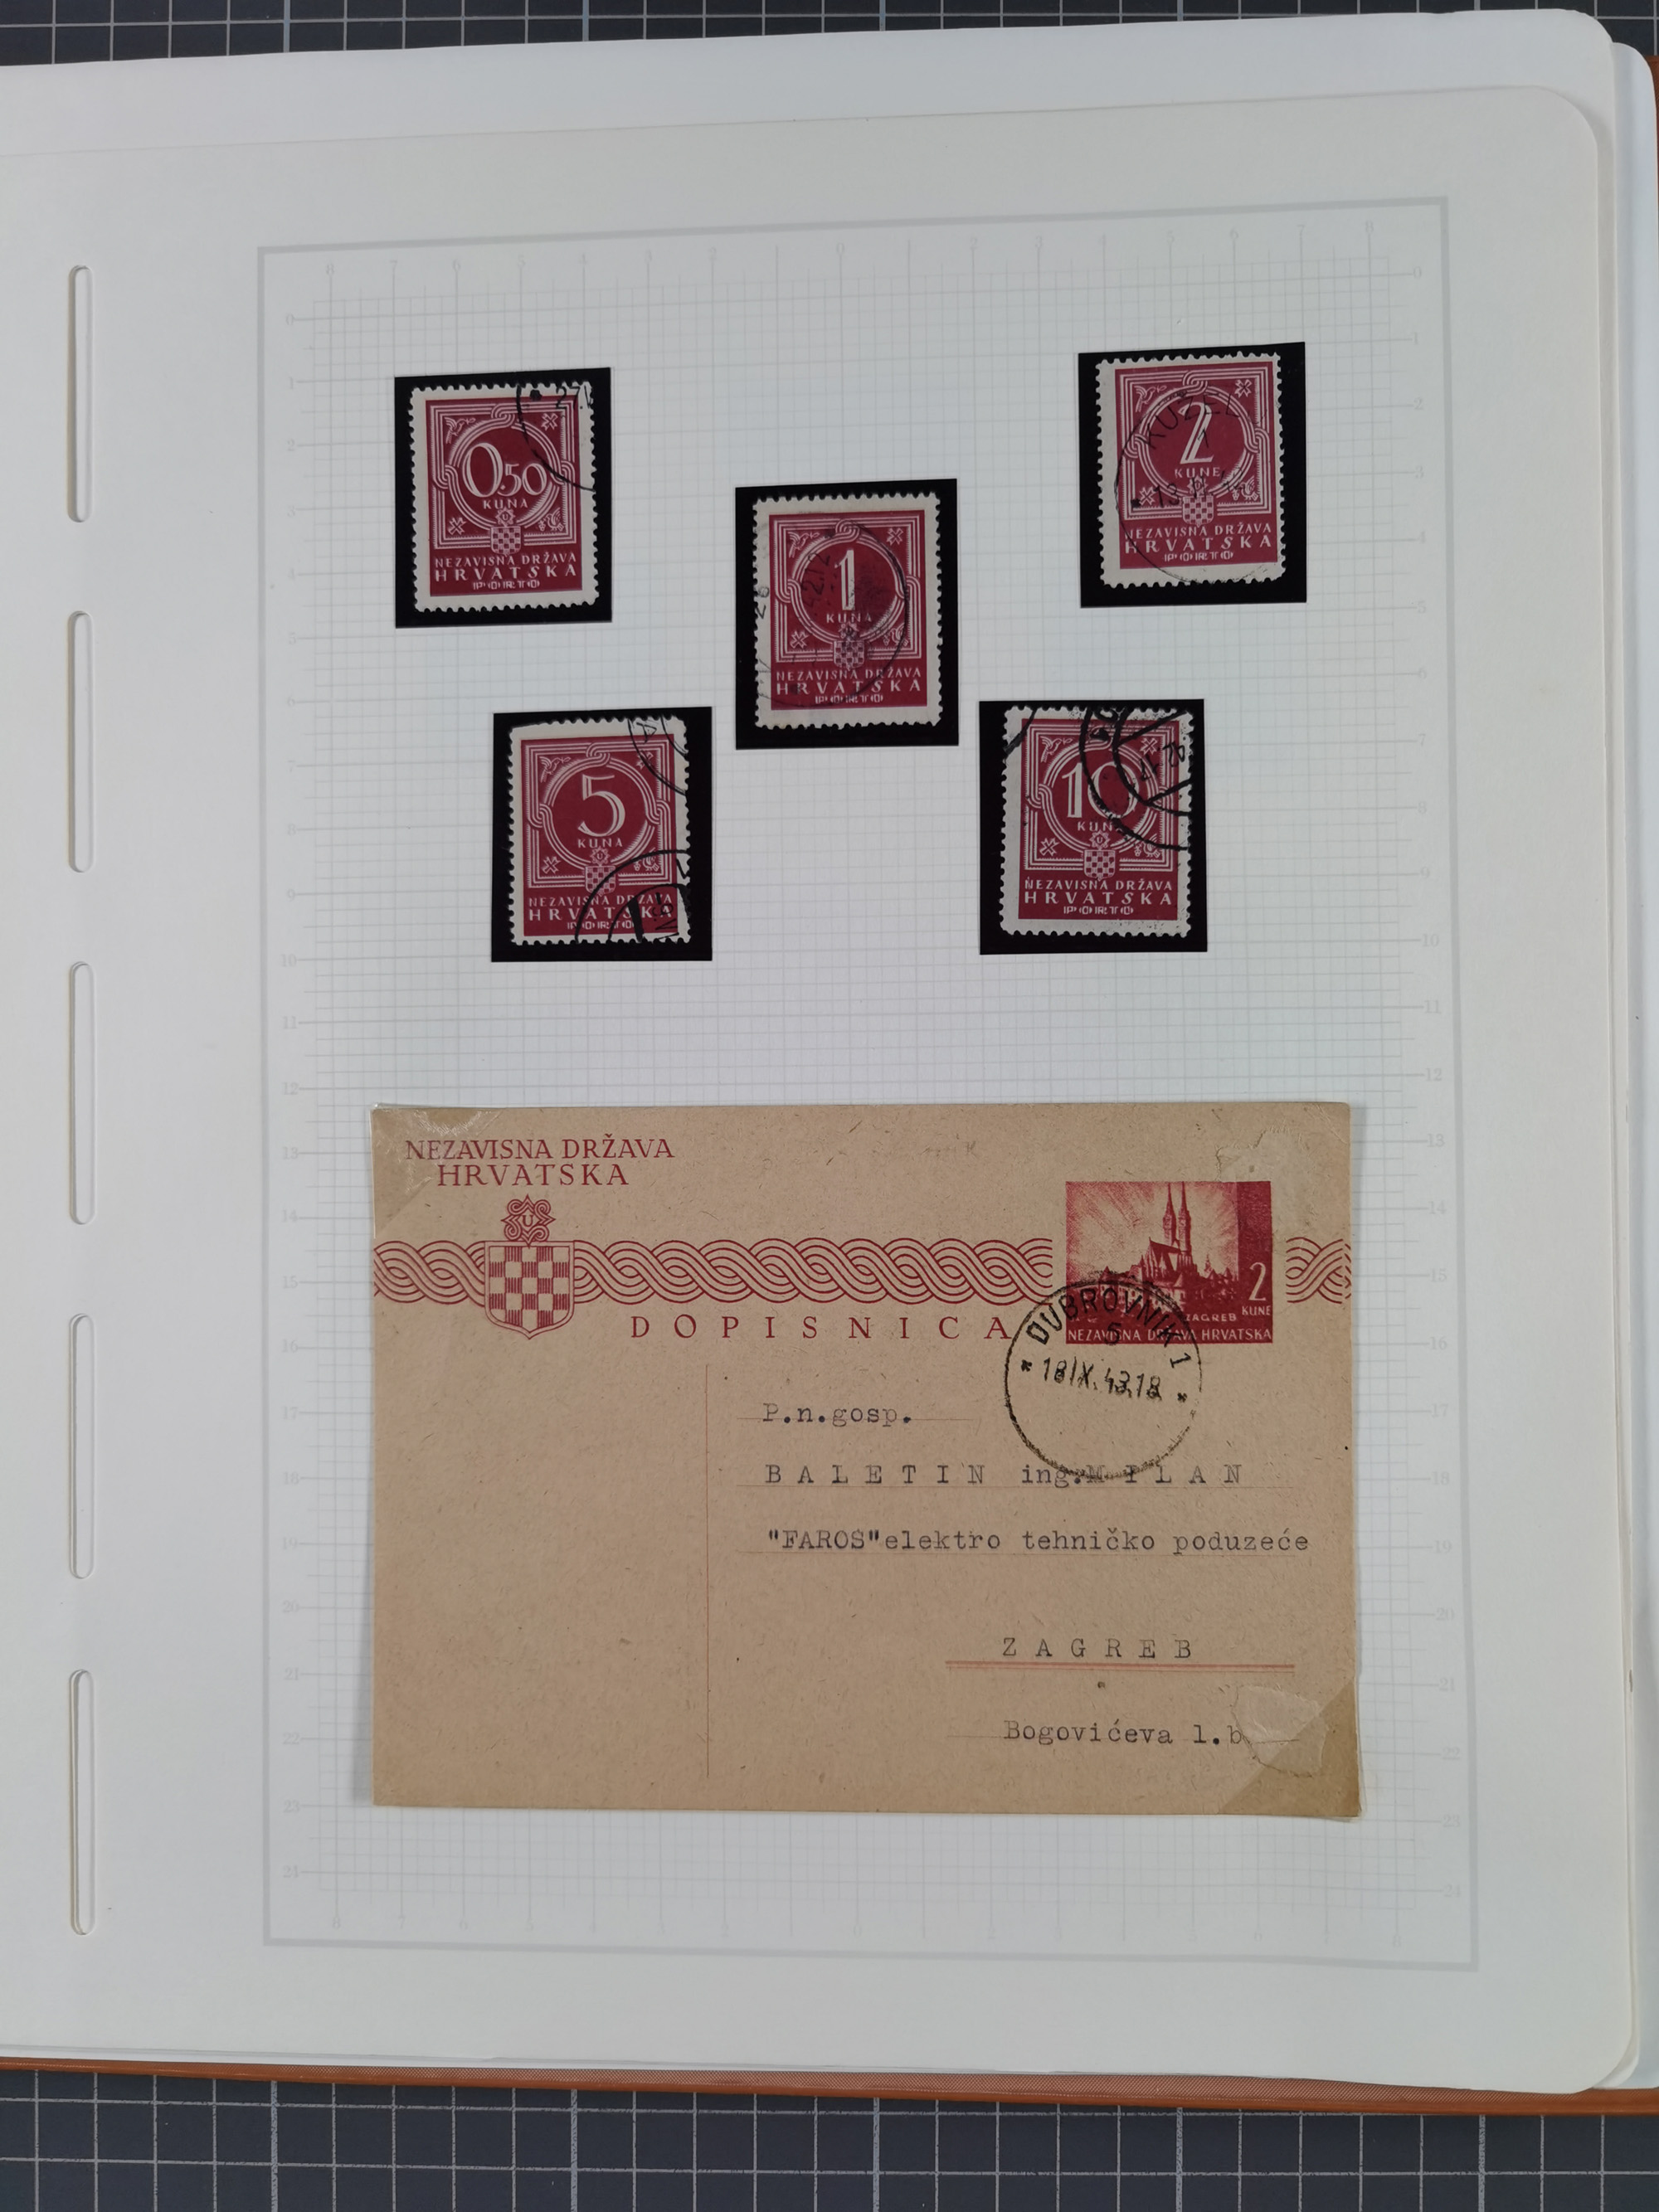 27.
0.50
KUNA
NEZAVISNA DRŽAVA
HRVATSKA
PORTO
2
KUNE
NEZAVISNA DRŽAVA
HRVATSKA
PORTO
1
KUNA
NEZAVISNA DRŽAVA
HRVATSKA
PORTO
5
KUNA
NEZAVISNA DRŽAVA
HRVATSKA
PORTO
10
KUNA
NEZAVISNA DRŽAVA
HRVATSKA
PORTO
NEZAVISNA DRŽAVA
HRVATSKA
U
2
KUNE
ZAGREB
NEZAVISNA DRŽAVA HRVATSKA
DOPISNICA
DUBROVNIK 1
5
* 18 IX. 43.18 *
P.n.gosp.
BALETIN ing.MILAN
"FAROS"elektro tehničko poduzeće
ZAGREB
Bogovićeva 1.b